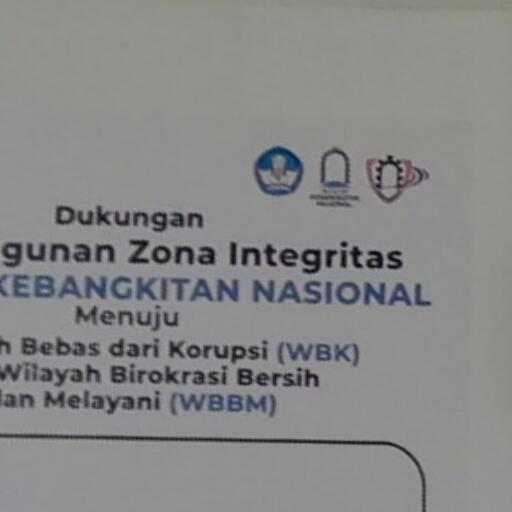 Dukungan
gunan Zona Integritas
KEBANGKITAN NASIONAL
Menuju
h Bebas dari Korupsi (WBK)
Wilayah Birokrasi Bersih
dan Melayani (WBBM)